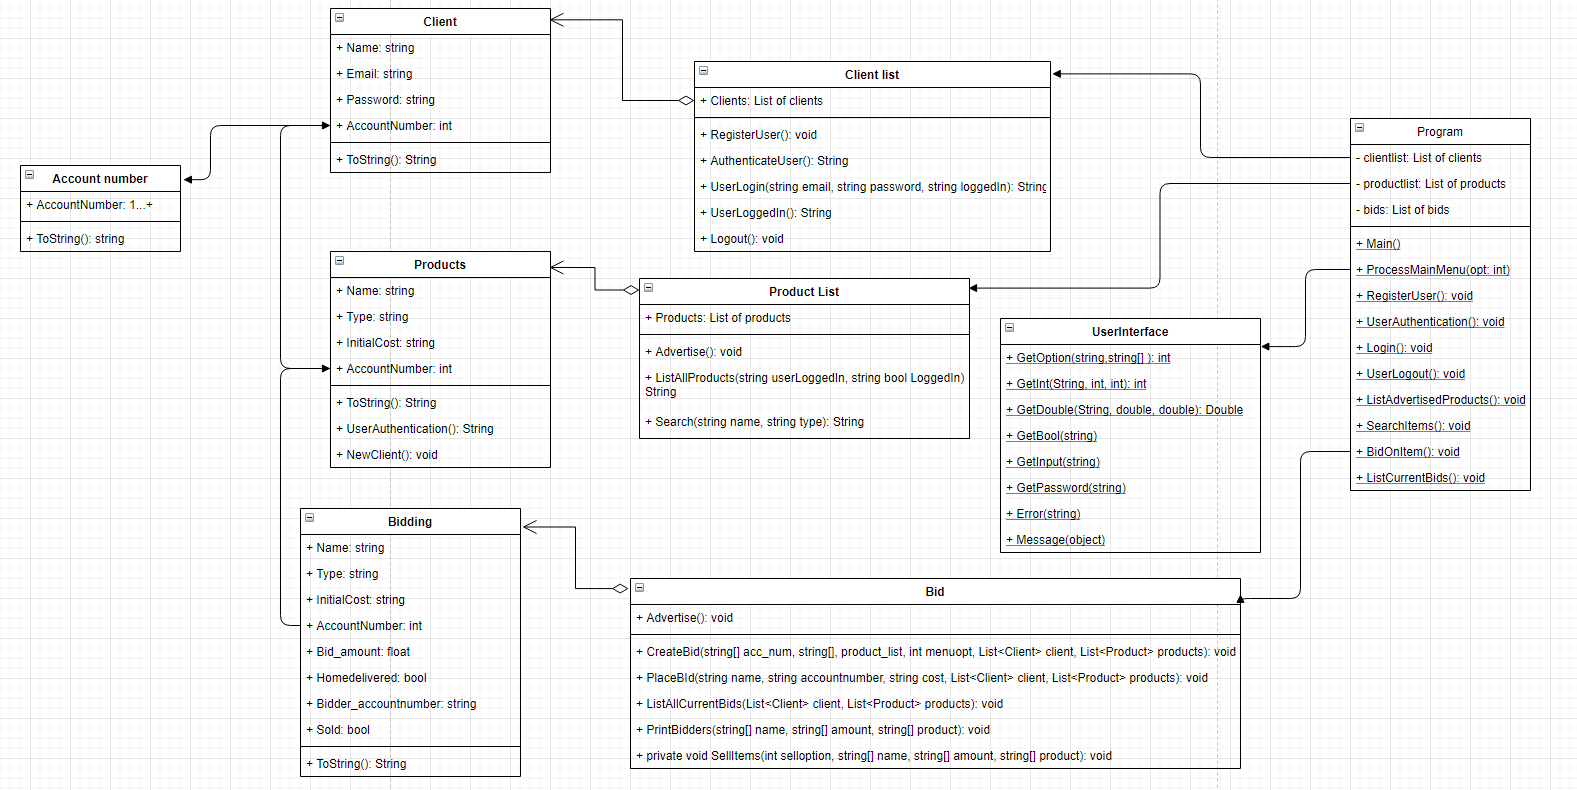 Client
+ Name: string
+ Email: string
+ Password: string
+ AccountNumber: int
+ ToString(): String
Account number
+ AccountNumber: 1...+
+ ToString(): string
Client list
+ Clients: List of clients
+ RegisterUser(): void
+ AuthenticateUser(): String
+ UserLogin(string email, string password, string loggedIn): String
+ UserLoggedIn(): String
+ Logout(): void
Program
- clientlist: List of clients
- productlist: List of products
- bids: List of bids
+ Main()
+ ProcessMainMenu(opt: int)
+ RegisterUser(): void
+ UserAuthentication(): void
+ Login(): void
+ UserLogout(): void
+ ListAdvertisedProducts(): void
+ SearchItems(): void
+ BidOnItem(): void
+ ListCurrentBids(): void
Products
+ Name: string
+ Type: string
+ InitialCost: string
+ AccountNumber: int
+ ToString(): String
+ UserAuthentication(): String
+ NewClient(): void
Product List
+ Products: List of products
+ Advertise(): void
+ ListAllProducts(string userLoggedIn, string bool LoggedIn)
String
+ Search(string name, string type): String
UserInterface
+ GetOption(string,string[] ): int
+ GetInt(String, int, int): int
+ GetDouble(String, double, double): Double
+ GetBool(string)
+ GetInput(string)
+ GetPassword(string)
+ Error(string)
+ Message(object)
Bidding
+ Name: string
+ Type: string
+ InitialCost: string
+ AccountNumber: int
+ Bid_amount: float
+ Homedelivered: bool
+ Bidder_accountnumber: string
+ Sold: bool
+ ToString(): String
Bid
+ Advertise(): void
+ CreateBid(string[] acc_num, string[], product_list, int menuopt, List<Client> client, List<Product> products): void
+ PlaceBId(string name, string accountnumber, string cost, List<Client> client, List<Product> products): void
+ ListAllCurrentBids(List<Client> client, List<Product> products): void
+ PrintBidders(string[] name, string[] amount, string[] product): void
+ private void SellItems(int selloption, string[] name, string[] amount, string[] product): void